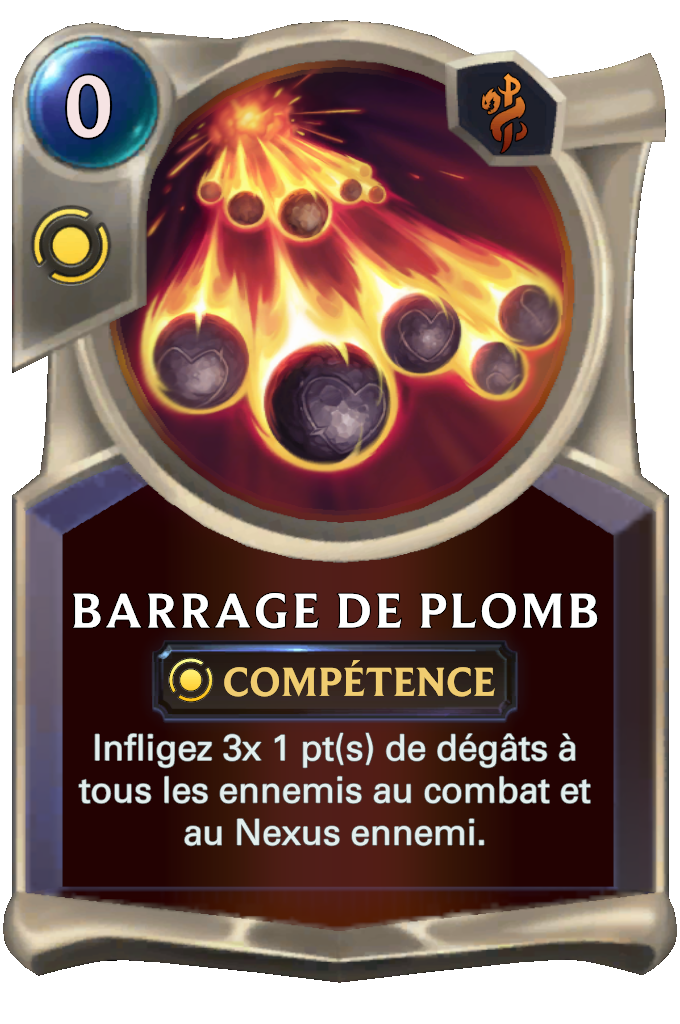 0
BARRAGE DE PLOMB
COMPÉTENCE
Infligez 3x 1 pt(s) de dégâts à
tous les ennemis au combat et
au Nexus ennemi.